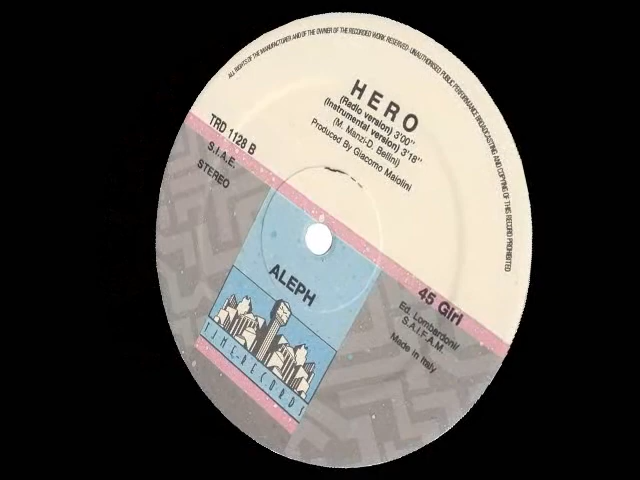 ALL RIGHTS OF THE MANUFACTURER AND OF THE OWNER OF THE RECORDED WORK RESERVED · UNAUTHORISED PUBLIC PERFORMANCE BROADCASTING AND COPYING OF THIS RECORD PROHIBITED
HERO
(Radio version) 3'00''
(Instrumental version) 3'18''
(M. Manzi-D. Bellini)
Produced By Giacomo Maiolini
TRD 1128 B
S.I.A.E.
STEREO
ALEPH
45 Giri
Ed. Lombardoni/
S.A.I.F.A.M.
Made in Italy
TIME-RECORDS